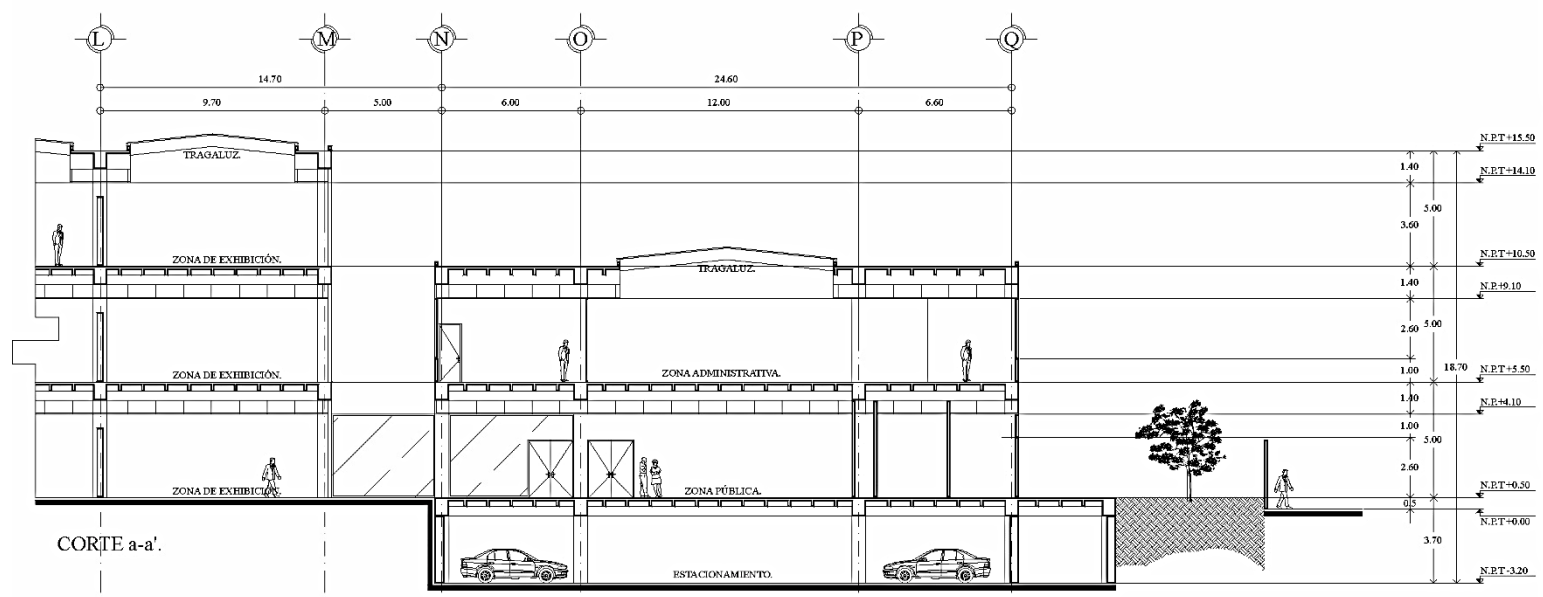 L M N O P Q
14.70 24.60
9.70 5.00 6.00 12.00 6.60
N.P.T +15.50
TRAGALUZ.
1.40
N.P.T +14.10
5.00
3.60
ZONA DE EXHIBICIÓN.
N.P.T +10.50
TRAGALUZ.
1.40
N.P.+9.10
2.60
5.00
ZONA DE EXHIBICIÓN.
ZONA ADMINISTRATIVA.
1.00
18.70
N.P.T +5.50
1.40
N.P.T +4.10
1.00
5.00
2.60
ZONA DE EXHIBICIÓN.
ZONA PÚBLICA.
N.P.T +0.50
0.5
N.P.T +0.00
CORTE a-a'.
3.70
ESTACIONAMIENTO.
N.P.T -3.20